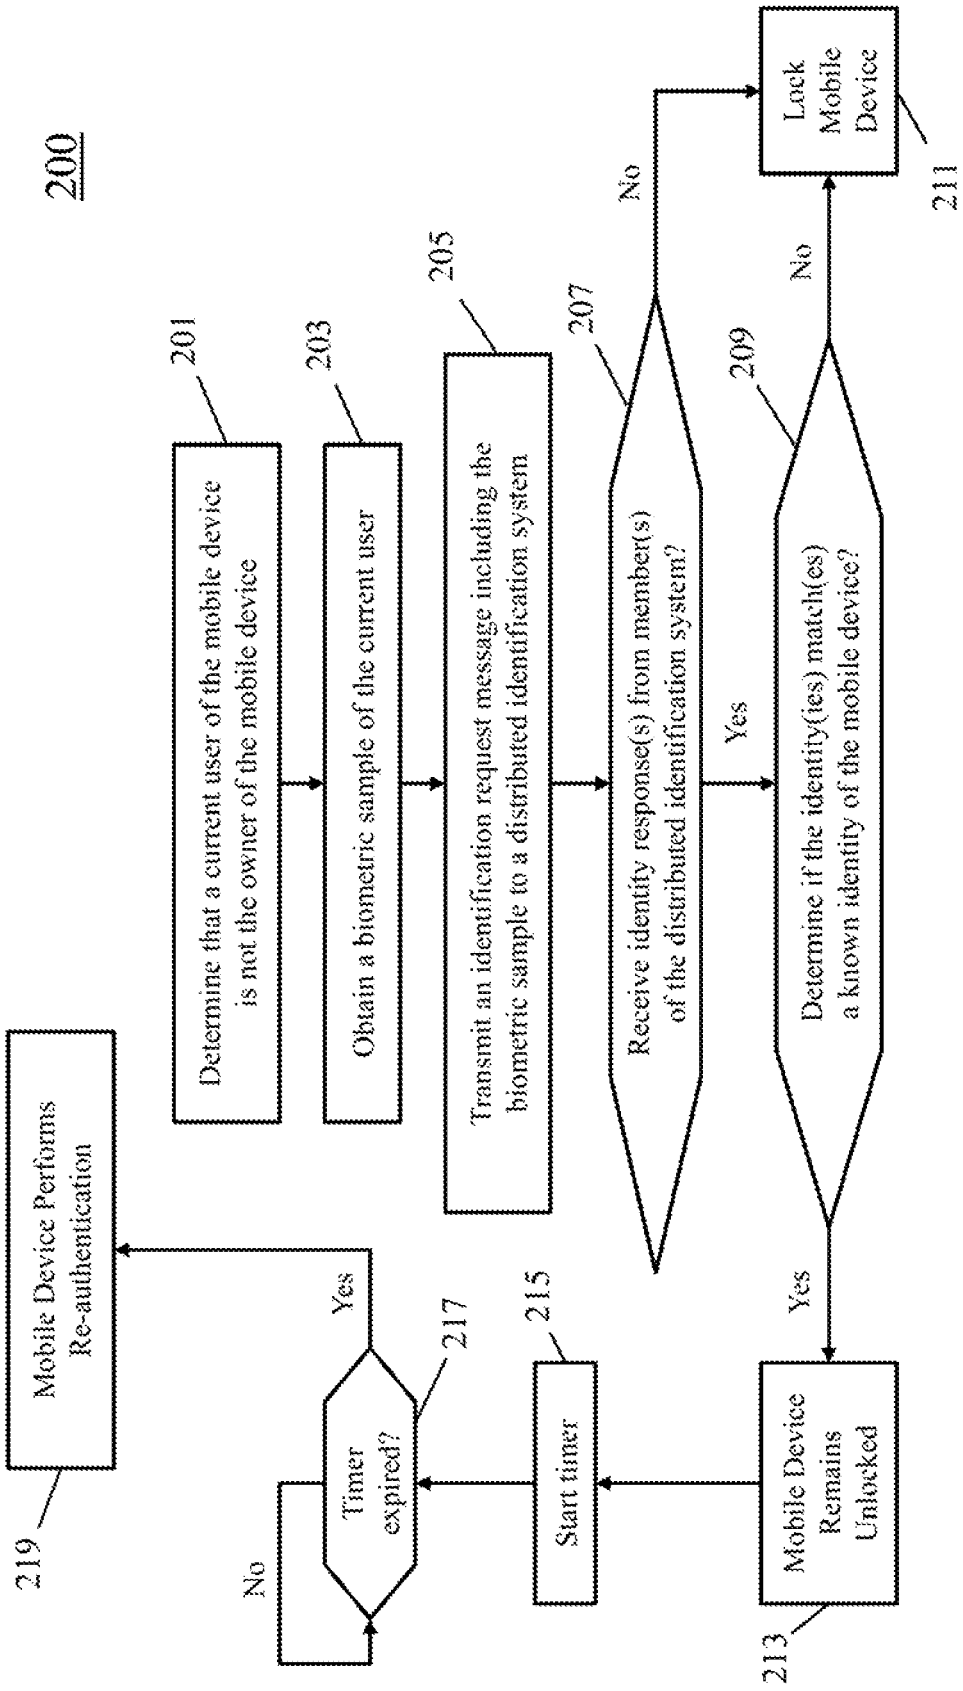 200
201
Determine that a current user of the mobile device
is not the owner of the mobile device
203
Obtain a biometric sample of the current user
205
Transmit an identification request message including the
biometric sample to a distributed identification system
207
Receive identity response(s) from member(s)
of the distributed identification system?
No
Yes
209
Determine if the identity(ies) match(es)
a known identity of the mobile device?
No
Lock
Mobile
Device
211
Yes
Mobile Device
Remains
Unlocked
213
Start timer
215
Timer
expired?
217
No
Yes
Mobile Device Performs
Re-authentication
219